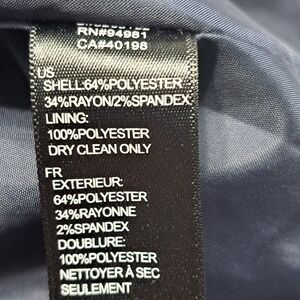 RN#94981
CA#40198
US
SHELL:64%POLYESTER
34%RAYON/2%SPANDEX
LINING:
100%POLYESTER
DRY CLEAN ONLY
FR
EXTERIEUR:
64%POLYESTER
34%RAYONNE
2%SPANDEX
DOUBLURE:
100%POLYESTER
NETTOYER À SEC
SEULEMENT